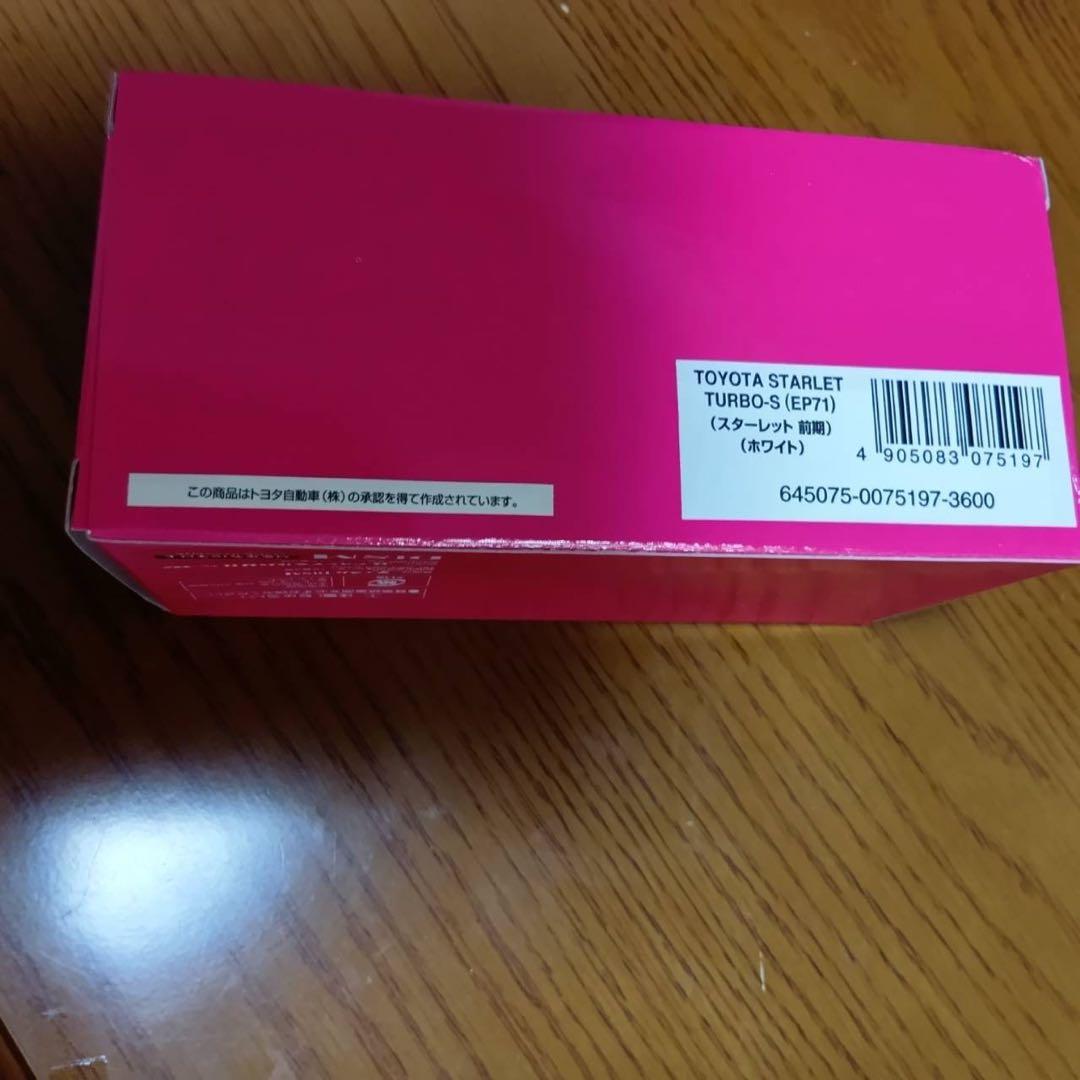 TOYOTA STARLET
TURBO-S (EP71)
(スターレット 前期)
(ホワイト)
4 905083 075197
645075-0075197-3600
この商品はトヨタ自動車(株)の承認を得て作成されています。